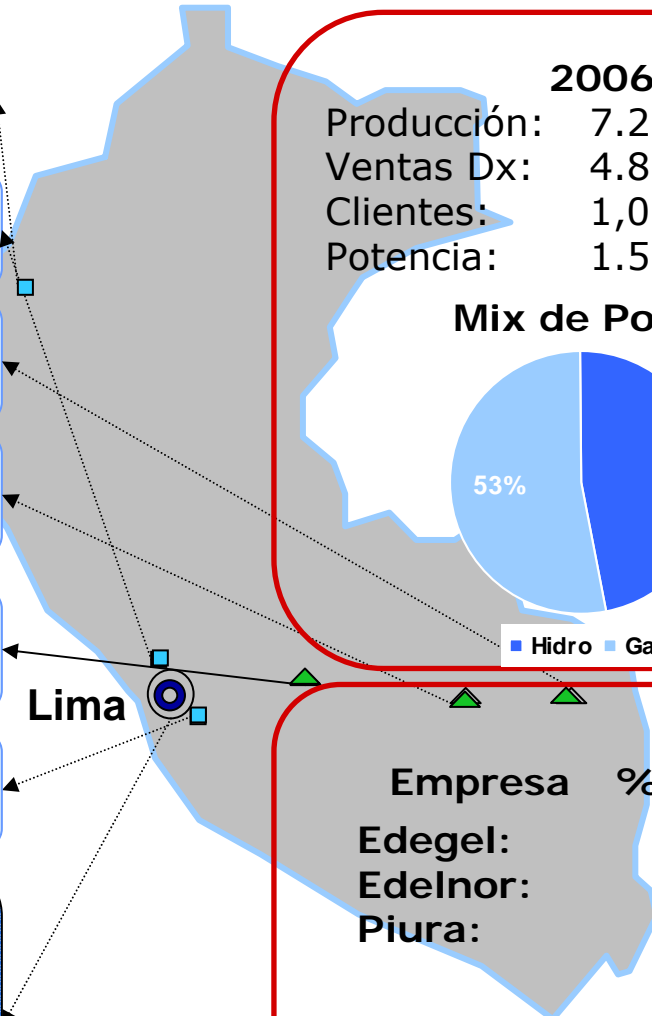 2006
Producción: 7.2
Ventas Dx: 4.8
Clientes: 1,0
Potencia: 1.5
Mix de Po
53%
Hidro Ga
Lima
Empresa %
Edegel:
Edelnor:
Piura: